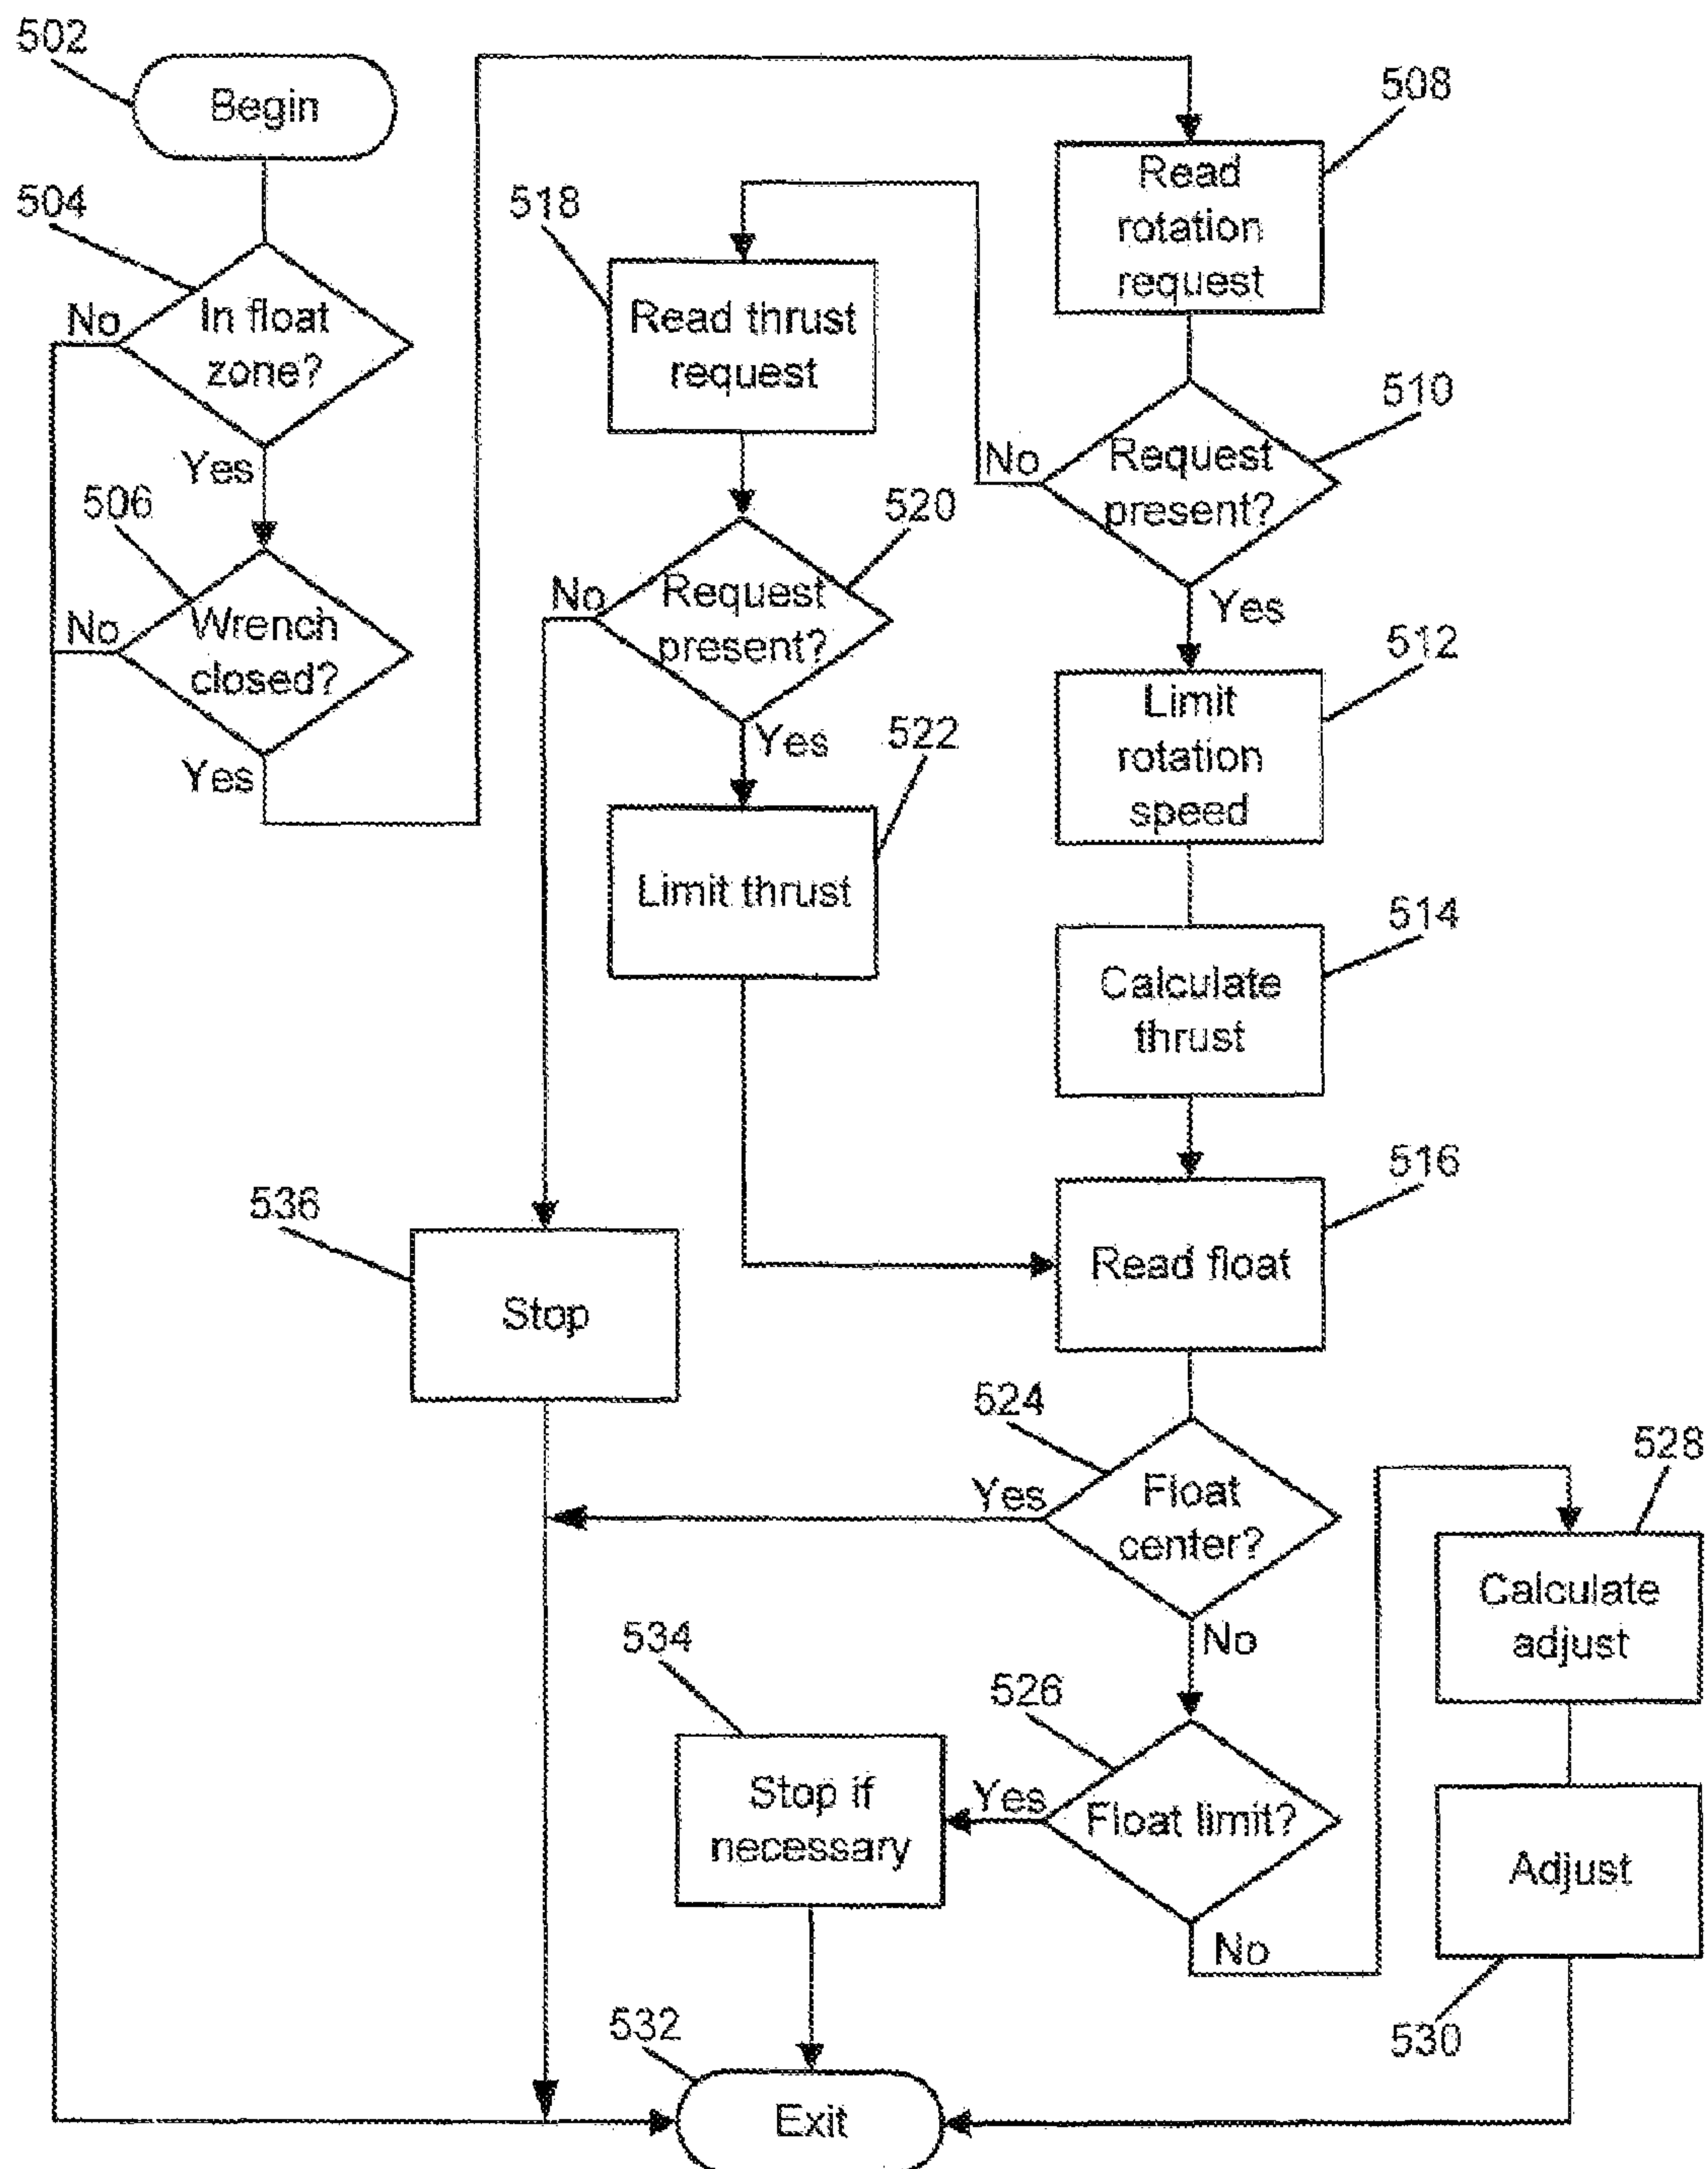 502
Begin
504
In float
zone?
No
Yes
506
Wrench
closed?
No
Yes
508
Read
rotation
request
510
Request
present?
No
Yes
512
Limit
rotation
speed
514
Calculate
thrust
516
Read float
518
Read thrust
request
520
Request
present?
No
Yes
522
Limit thrust
536
Stop
524
Float
center?
Yes
No
526
Float limit?
Yes
No
534
Stop if
necessary
528
Calculate
adjust
Adjust
530
532
Exit